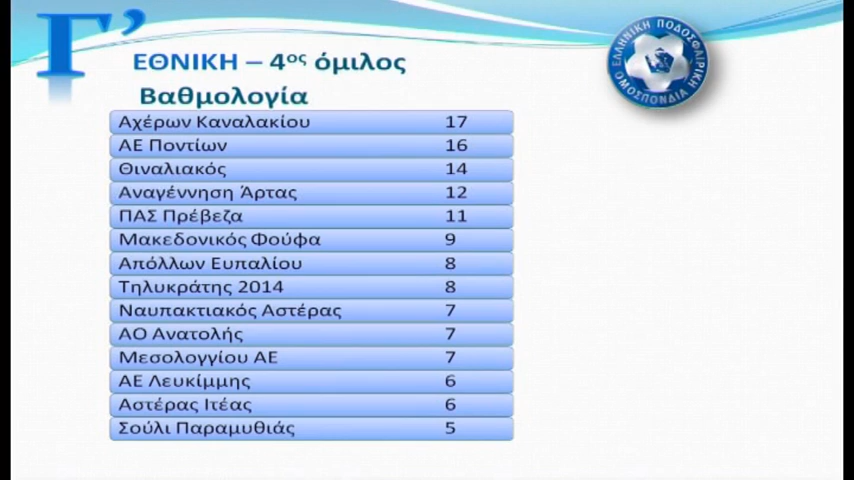 Γ’
ΕΘΝΙΚΗ – 4ος όμιλος
Βαθμολογία
ΕΛΛΗΝΙΚΗ ΠΟΔΟΣΦΑΙΡΙΚΗ ΟΜΟΣΠΟΝΔΙΑ
Αχέρων Καναλακίου 17
ΑΕ Ποντίων 16
Θιναλιακός 14
Αναγέννηση Άρτας 12
ΠΑΣ Πρέβεζα 11
Μακεδονικός Φούφα 9
Απόλλων Ευπαλίου 8
Τηλυκράτης 2014 8
Ναυπακτιακός Αστέρας 7
ΑΟ Ανατολής 7
Μεσολογγίου ΑΕ 7
ΑΕ Λευκίμμης 6
Αστέρας Ιτέας 6
Σούλι Παραμυθιάς 5